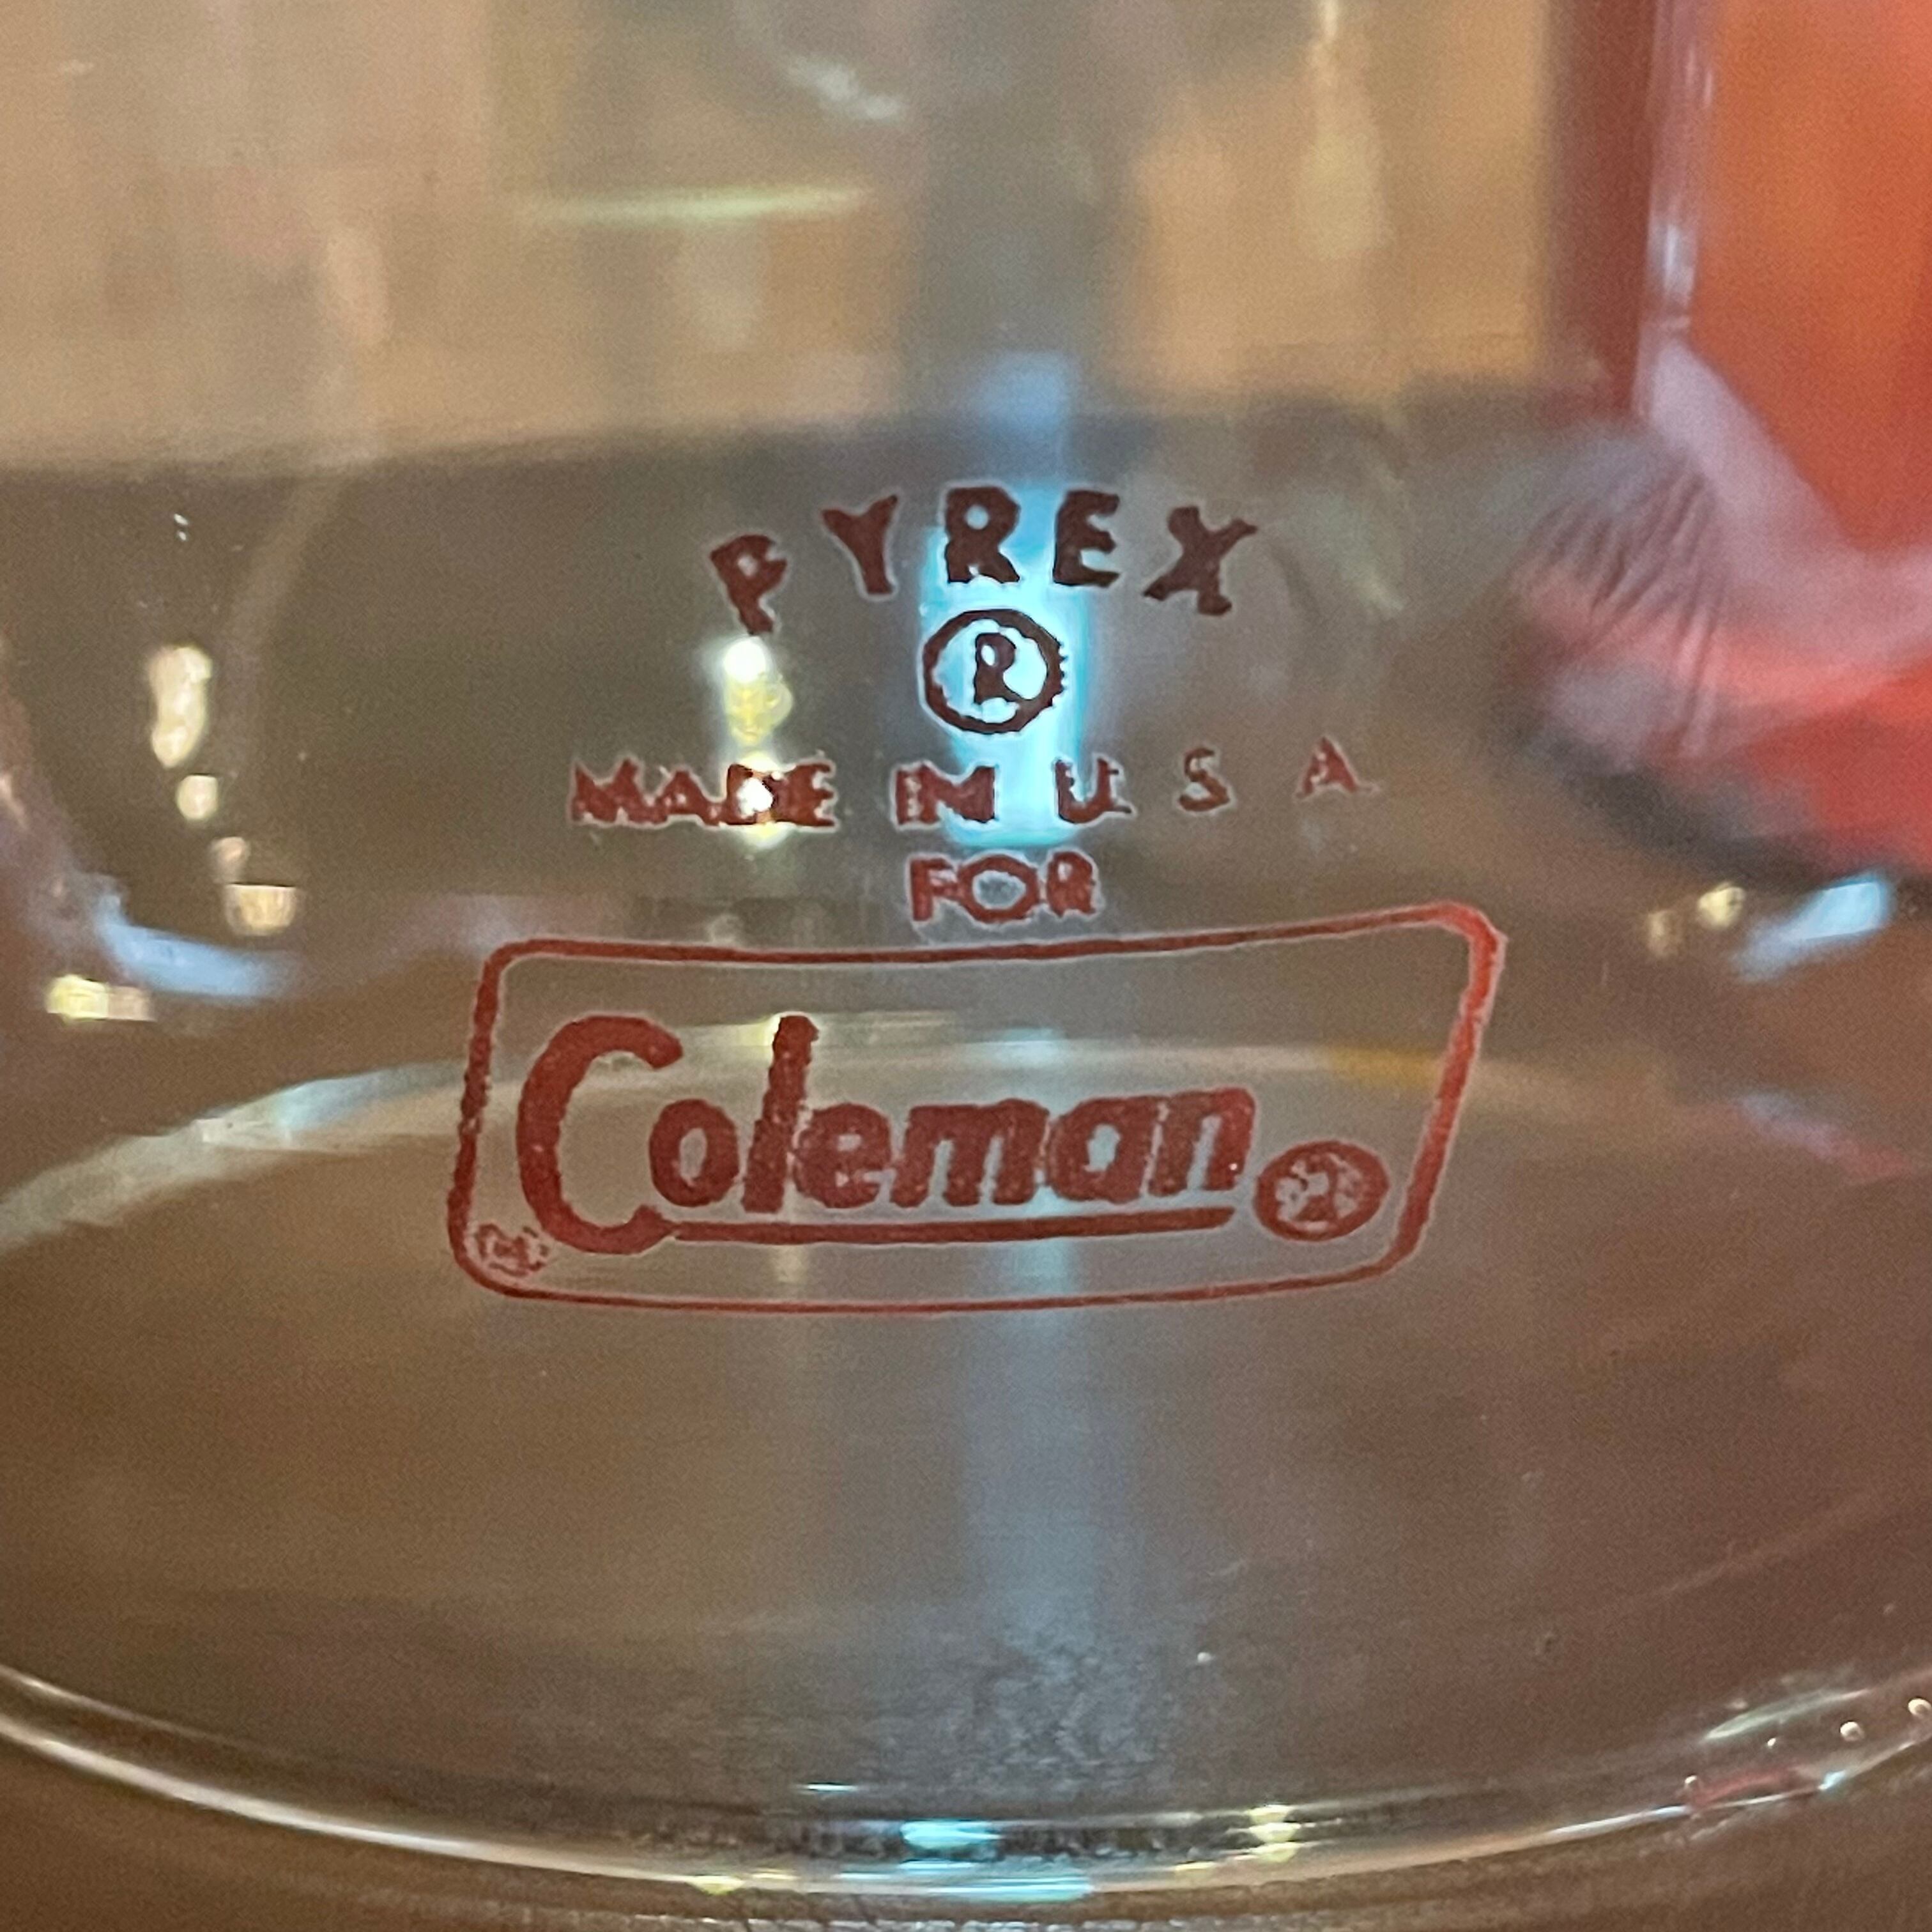 PYREX
®
MADE IN U S A
FOR
Coleman ®